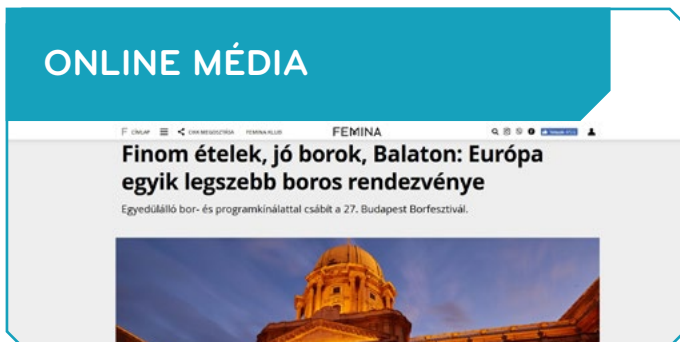 ONLINE MÉDIA
F CÍMLAP CIKK MEGOSZTÁSA FEMINA KLUB FEMINA
Finom ételek, jó borok, Balaton: Európa
egyik legszebb boros rendezvénye
Egyedülálló bor- és programkínálattal csábít a 27. Budapest Borfesztivál.